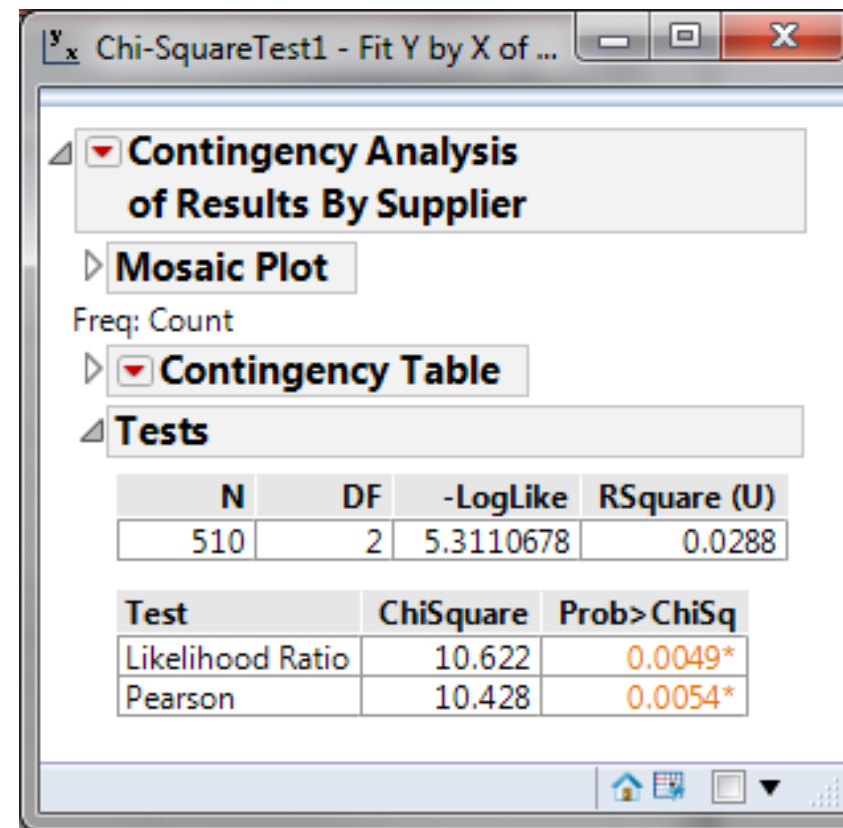 Chi-SquareTest1 - Fit Y by X of ...
Contingency Analysis
of Results By Supplier
Mosaic Plot
Freq: Count
Contingency Table
Tests
N DF -LogLike RSquare (U)
510 2 5.3110678 0.0288
Test ChiSquare Prob>ChiSq
Likelihood Ratio 10.622 0.0049*
Pearson 10.428 0.0054*